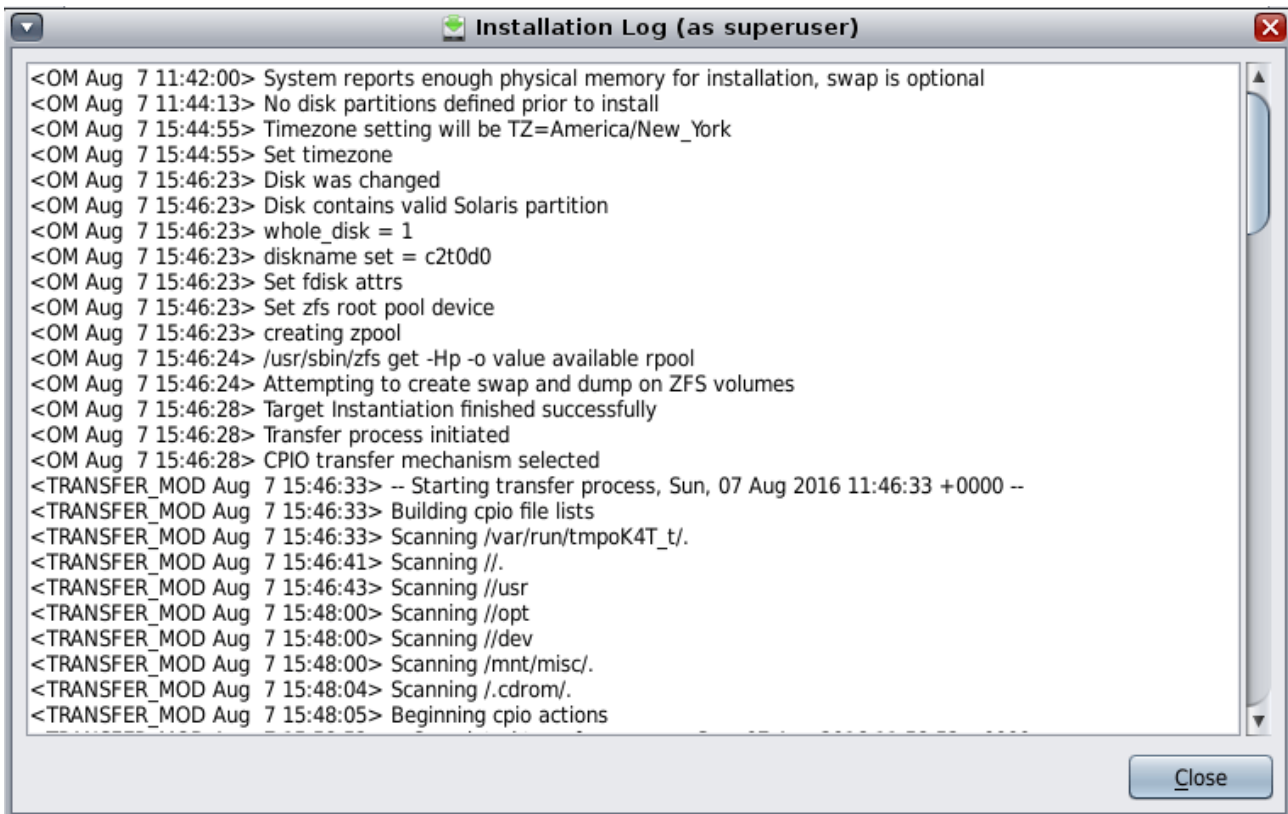 Installation Log (as superuser)
<OM Aug  7 11:42:00> System reports enough physical memory for installation, swap is optional
<OM Aug  7 11:44:13> No disk partitions defined prior to install
<OM Aug  7 15:44:55> Timezone setting will be TZ=America/New_York
<OM Aug  7 15:44:55> Set timezone
<OM Aug  7 15:46:23> Disk was changed
<OM Aug  7 15:46:23> Disk contains valid Solaris partition
<OM Aug  7 15:46:23> whole_disk = 1
<OM Aug  7 15:46:23> diskname set = c2t0d0
<OM Aug  7 15:46:23> Set fdisk attrs
<OM Aug  7 15:46:23> Set zfs root pool device
<OM Aug  7 15:46:23> creating zpool
<OM Aug  7 15:46:24> /usr/sbin/zfs get -Hp -o value available rpool
<OM Aug  7 15:46:24> Attempting to create swap and dump on ZFS volumes
<OM Aug  7 15:46:28> Target Instantiation finished successfully
<OM Aug  7 15:46:28> Transfer process initiated
<OM Aug  7 15:46:28> CPIO transfer mechanism selected
<TRANSFER_MOD Aug  7 15:46:33> -- Starting transfer process, Sun, 07 Aug 2016 11:46:33 +0000 --
<TRANSFER_MOD Aug  7 15:46:33> Building cpio file lists
<TRANSFER_MOD Aug  7 15:46:33> Scanning /var/run/tmpoK4T_t/.
<TRANSFER_MOD Aug  7 15:46:41> Scanning //.
<TRANSFER_MOD Aug  7 15:46:43> Scanning //usr
<TRANSFER_MOD Aug  7 15:48:00> Scanning //opt
<TRANSFER_MOD Aug  7 15:48:00> Scanning //dev
<TRANSFER_MOD Aug  7 15:48:00> Scanning /mnt/misc/.
<TRANSFER_MOD Aug  7 15:48:04> Scanning /.cdrom/.
<TRANSFER_MOD Aug  7 15:48:05> Beginning cpio actions
Close